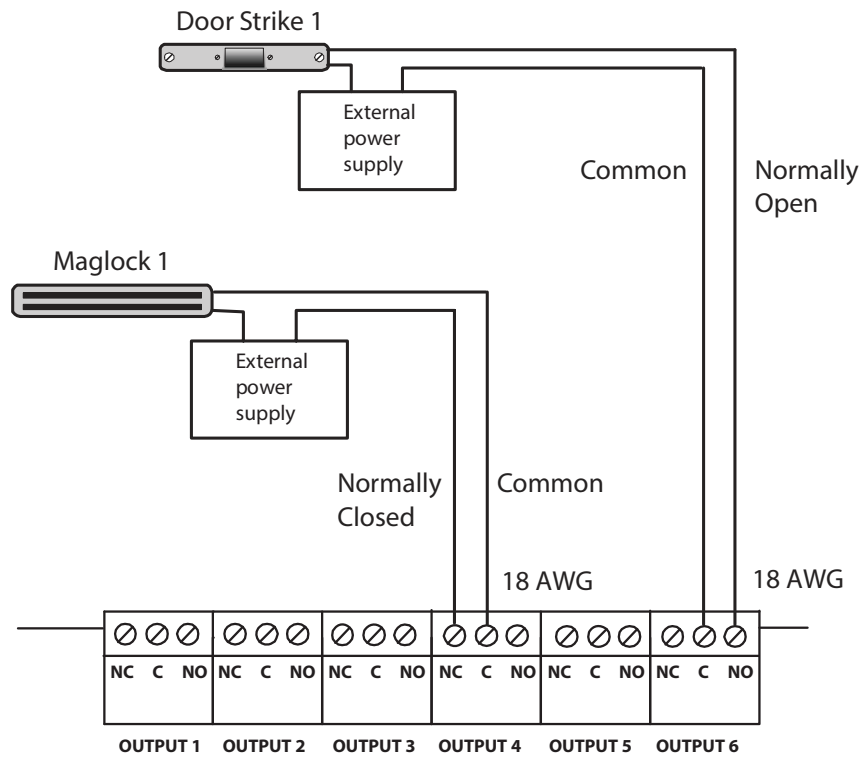 Door Strike 1
External
power
supply
Common
Normally
Open
Maglock 1
External
power
supply
Normally
Closed
Common
18 AWG
18 AWG
NC C NO NC C NO NC C NO NC C NO NC C NO NC C NO
OUTPUT 1 OUTPUT 2 OUTPUT 3 OUTPUT 4 OUTPUT 5 OUTPUT 6